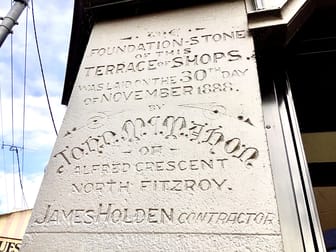 THE
FOUNDATION-STONE
OF THIS
TERRACE OF SHOPS.
WAS LAID ON THE 30TH DAY
OF NOVEMBER 1888.
BY
JOHN MCMAHON
OF
ALFRED CRESCENT
NORTH FITZROY.
JAMES HOLDEN CONTRACTOR